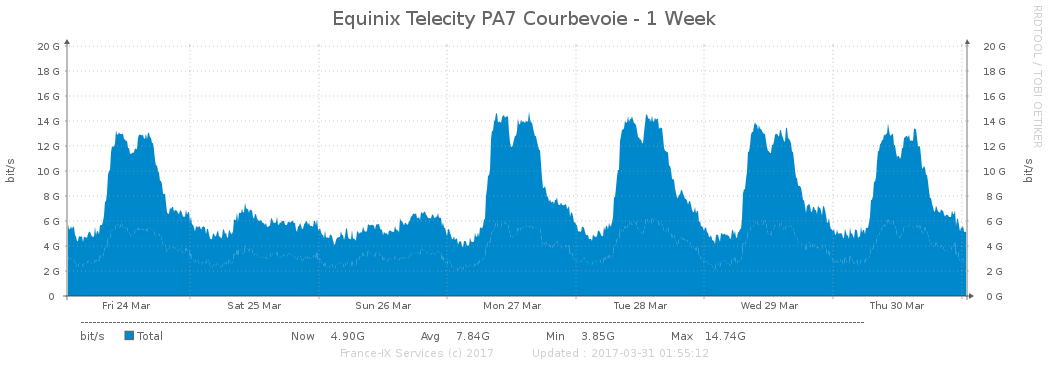 Equinix Telecity PA7 Courbevoie - 1 Week
RRDTOOL / TOBI OETIKER
bit/s
20 G 20 G
18 G 18 G
16 G 16 G
14 G 14 G
12 G 12 G
10 G 10 G
8 G 8 G
6 G 6 G
4 G 4 G
2 G 2 G
0 0 G
bit/s
Fri 24 Mar Sat 25 Mar Sun 26 Mar Mon 27 Mar Tue 28 Mar Wed 29 Mar Thu 30 Mar
bit/s Total Now 4.90G Avg 7.84G Min 3.85G Max 14.74G
France-IX Services (c) 2017 Updated : 2017-03-31 01:55:12